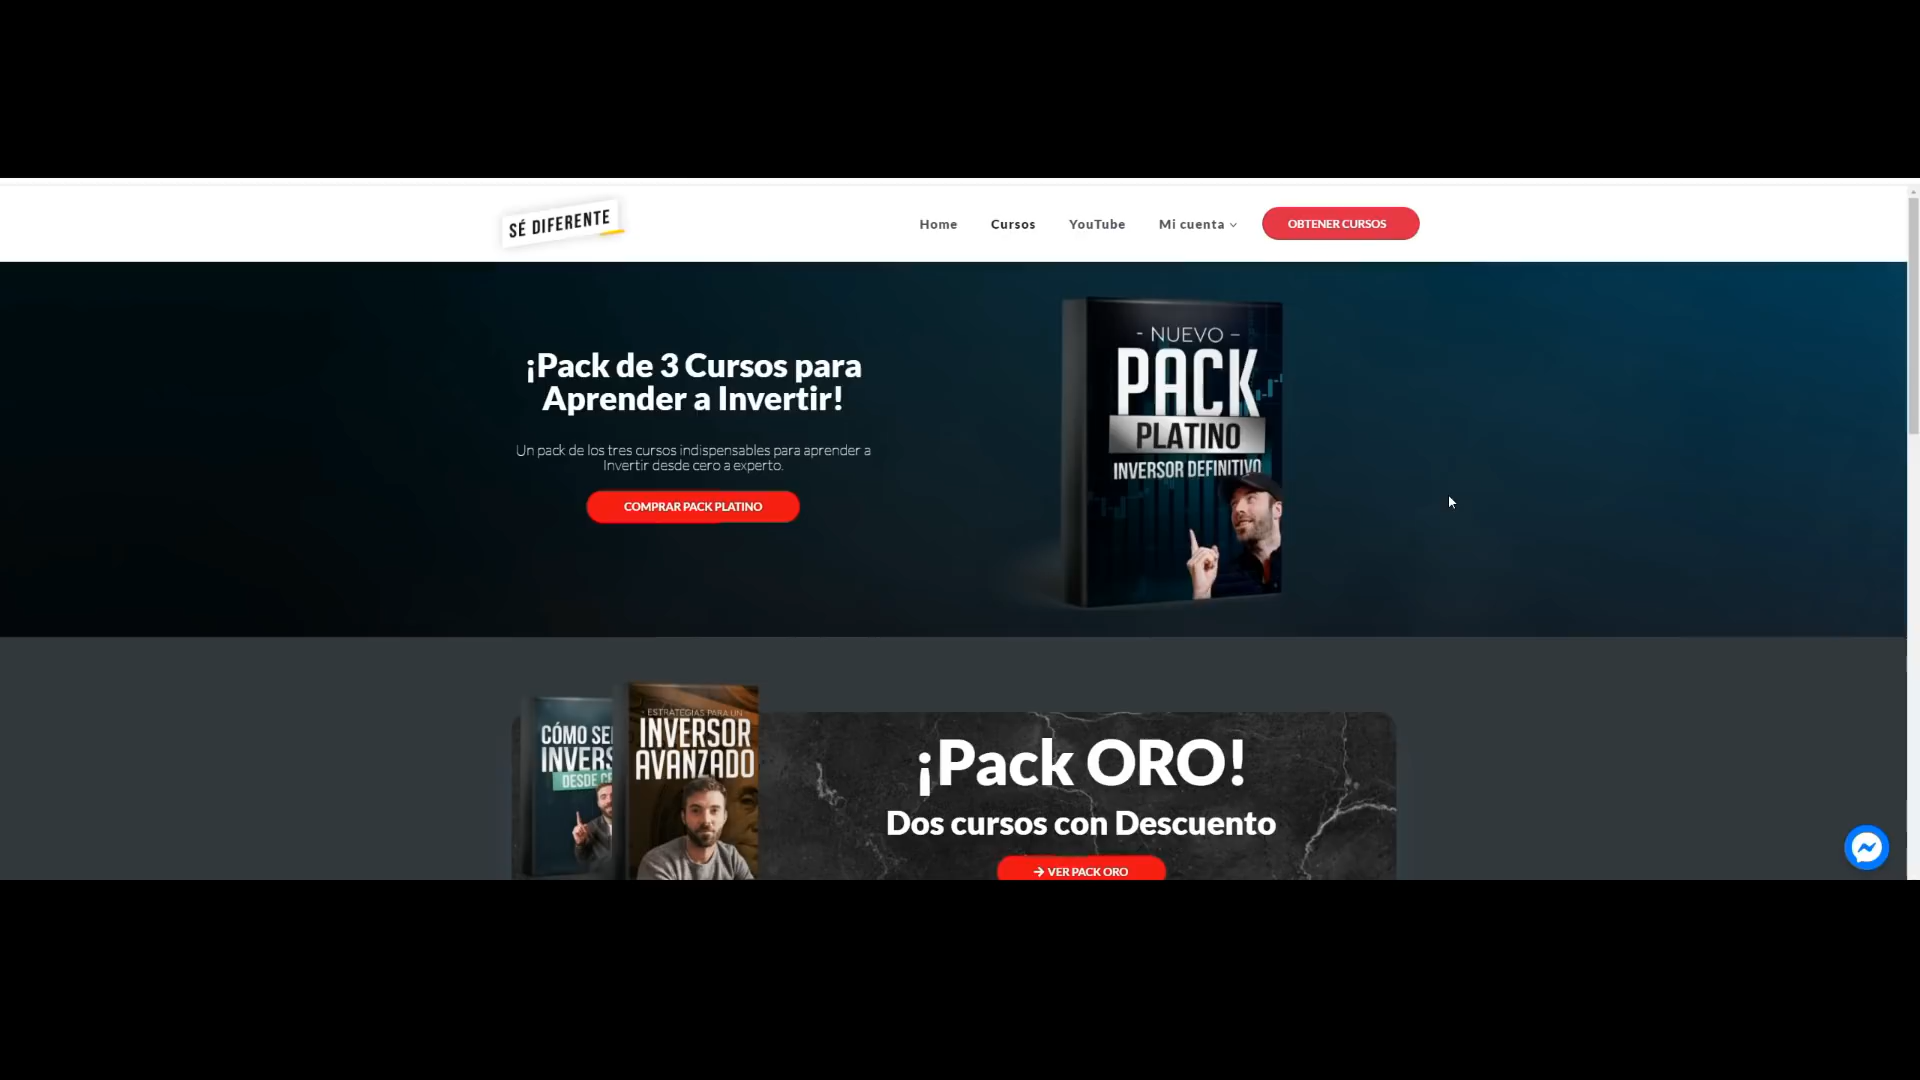 SÉ DIFERENTE
Home
Cursos
YouTube
Mi cuenta
OBTENER CURSOS
¡Pack de 3 Cursos para
Aprender a Invertir!
Un pack de los tres cursos indispensables para aprender a
Invertir desde cero a experto.
COMPRAR PACK PLATINO
- NUEVO -
PACK
PLATINO
INVERSOR DEFINITIVO
CÓMO SE
INVERS
DESDE CE
- ESTRATEGIAS PARA UN -
INVERSOR
AVANZADO
¡Pack ORO!
Dos cursos con Descuento
→ VER PACK ORO